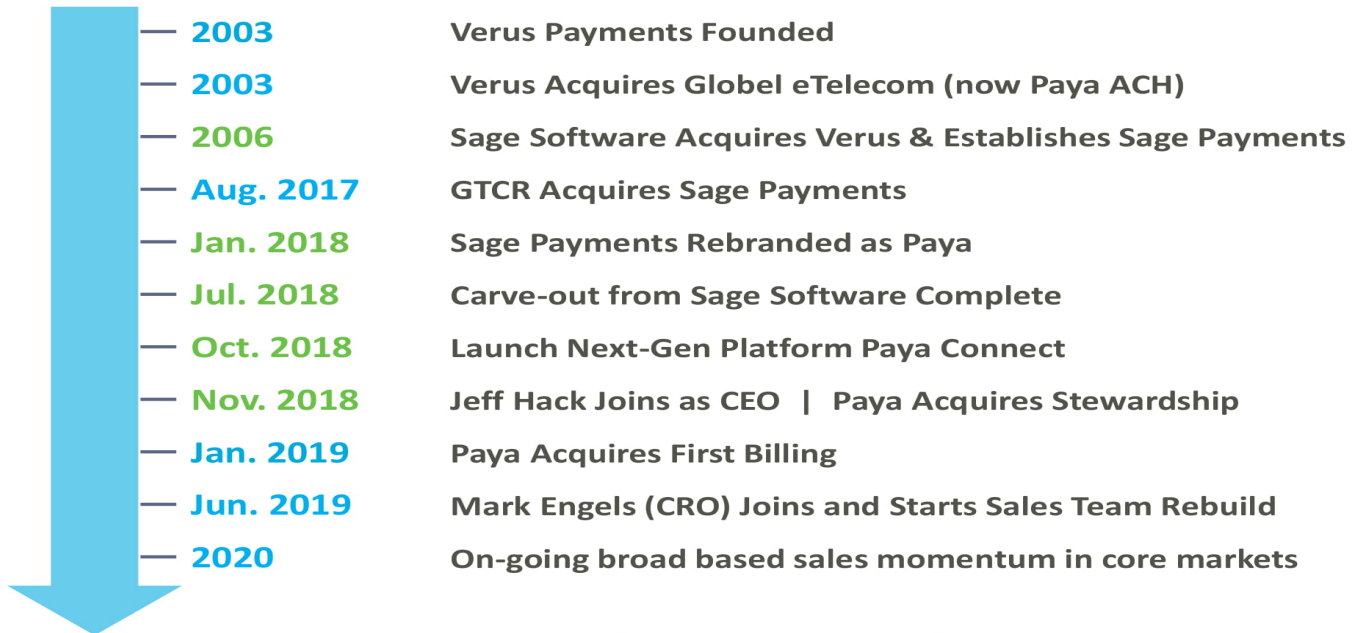 2003 Verus Payments Founded
2003 Verus Acquires Globel eTelecom (now Paya ACH)
2006 Sage Software Acquires Verus & Establishes Sage Payments
Aug. 2017 GTCR Acquires Sage Payments
Jan. 2018 Sage Payments Rebranded as Paya
Jul. 2018 Carve-out from Sage Software Complete
Oct. 2018 Launch Next-Gen Platform Paya Connect
Nov. 2018 Jeff Hack Joins as CEO | Paya Acquires Stewardship
Jan. 2019 Paya Acquires First Billing
Jun. 2019 Mark Engels (CRO) Joins and Starts Sales Team Rebuild
2020 On-going broad based sales momentum in core markets